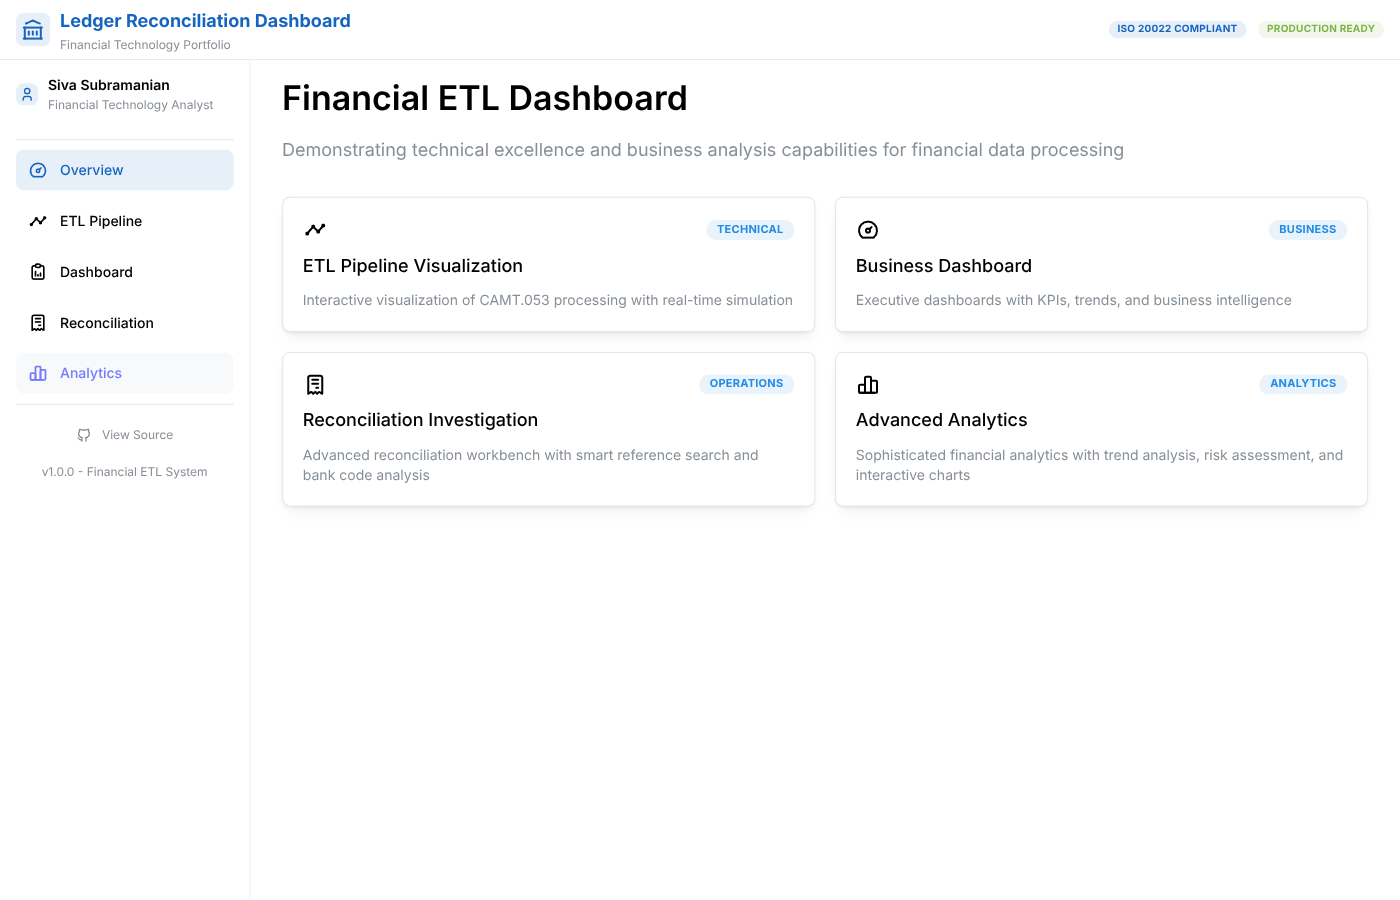 Ledger Reconciliation Dashboard
Financial Technology Portfolio
ISO 20022 COMPLIANT
PRODUCTION READY
Siva Subramanian
Financial Technology Analyst
Overview
ETL Pipeline
Dashboard
Reconciliation
Analytics
View Source
v1.0.0 - Financial ETL System
Financial ETL Dashboard
Demonstrating technical excellence and business analysis capabilities for financial data processing
TECHNICAL
ETL Pipeline Visualization
Interactive visualization of CAMT.053 processing with real-time simulation
BUSINESS
Business Dashboard
Executive dashboards with KPIs, trends, and business intelligence
OPERATIONS
Reconciliation Investigation
Advanced reconciliation workbench with smart reference search and
bank code analysis
ANALYTICS
Advanced Analytics
Sophisticated financial analytics with trend analysis, risk assessment, and
interactive charts